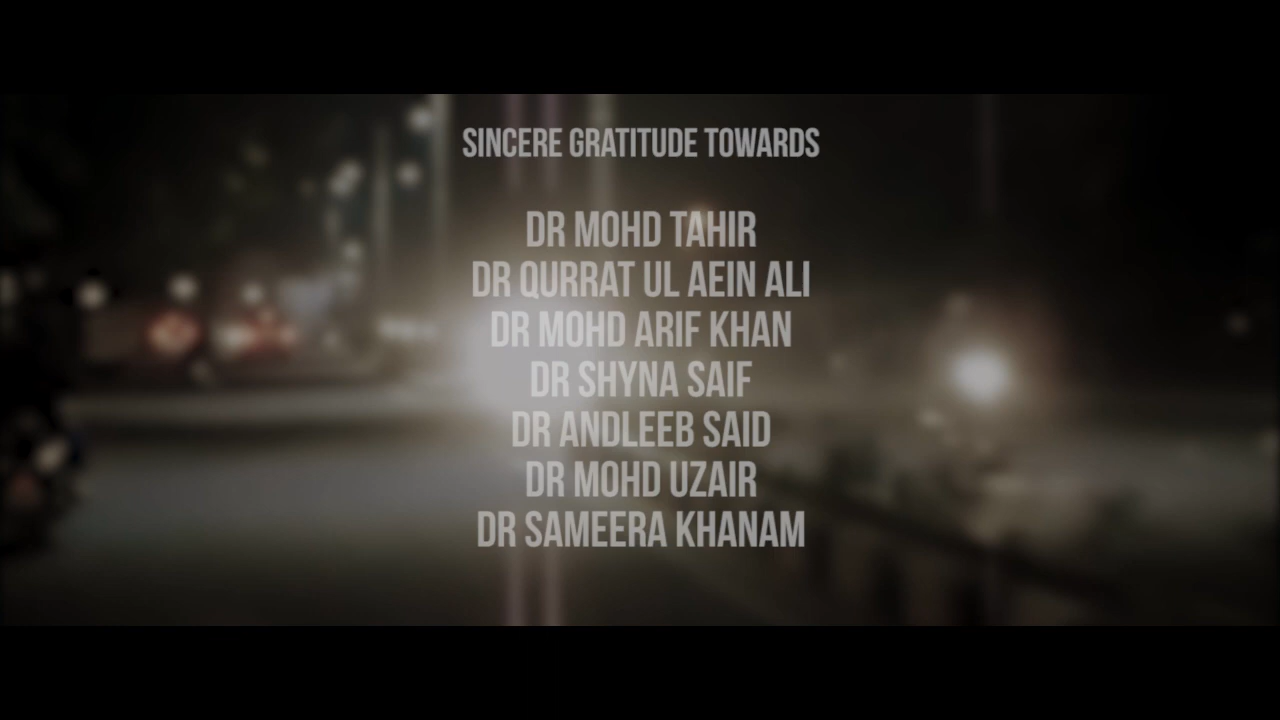 SINCERE GRATITUDE TOWARDS
DR MOHD TAHIR
DR QURRAT UL AEIN ALI
DR MOHD ARIF KHAN
DR SHYNA SAIF
DR ANDLEEB SAID
DR MOHD UZAIR
DR SAMEERA KHANAM